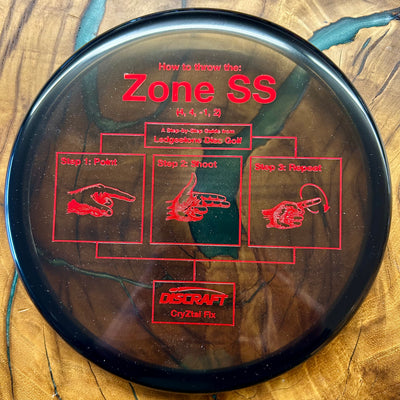 How to throw the:
Zone SS
(4, 4, -1, 2)
A Step-by-Step Guide from
Ledgestone Disc Golf
Step 1: Point
Step 2: Shoot
Step 3: Repeat
DISCRAFT
CryZtal Flx